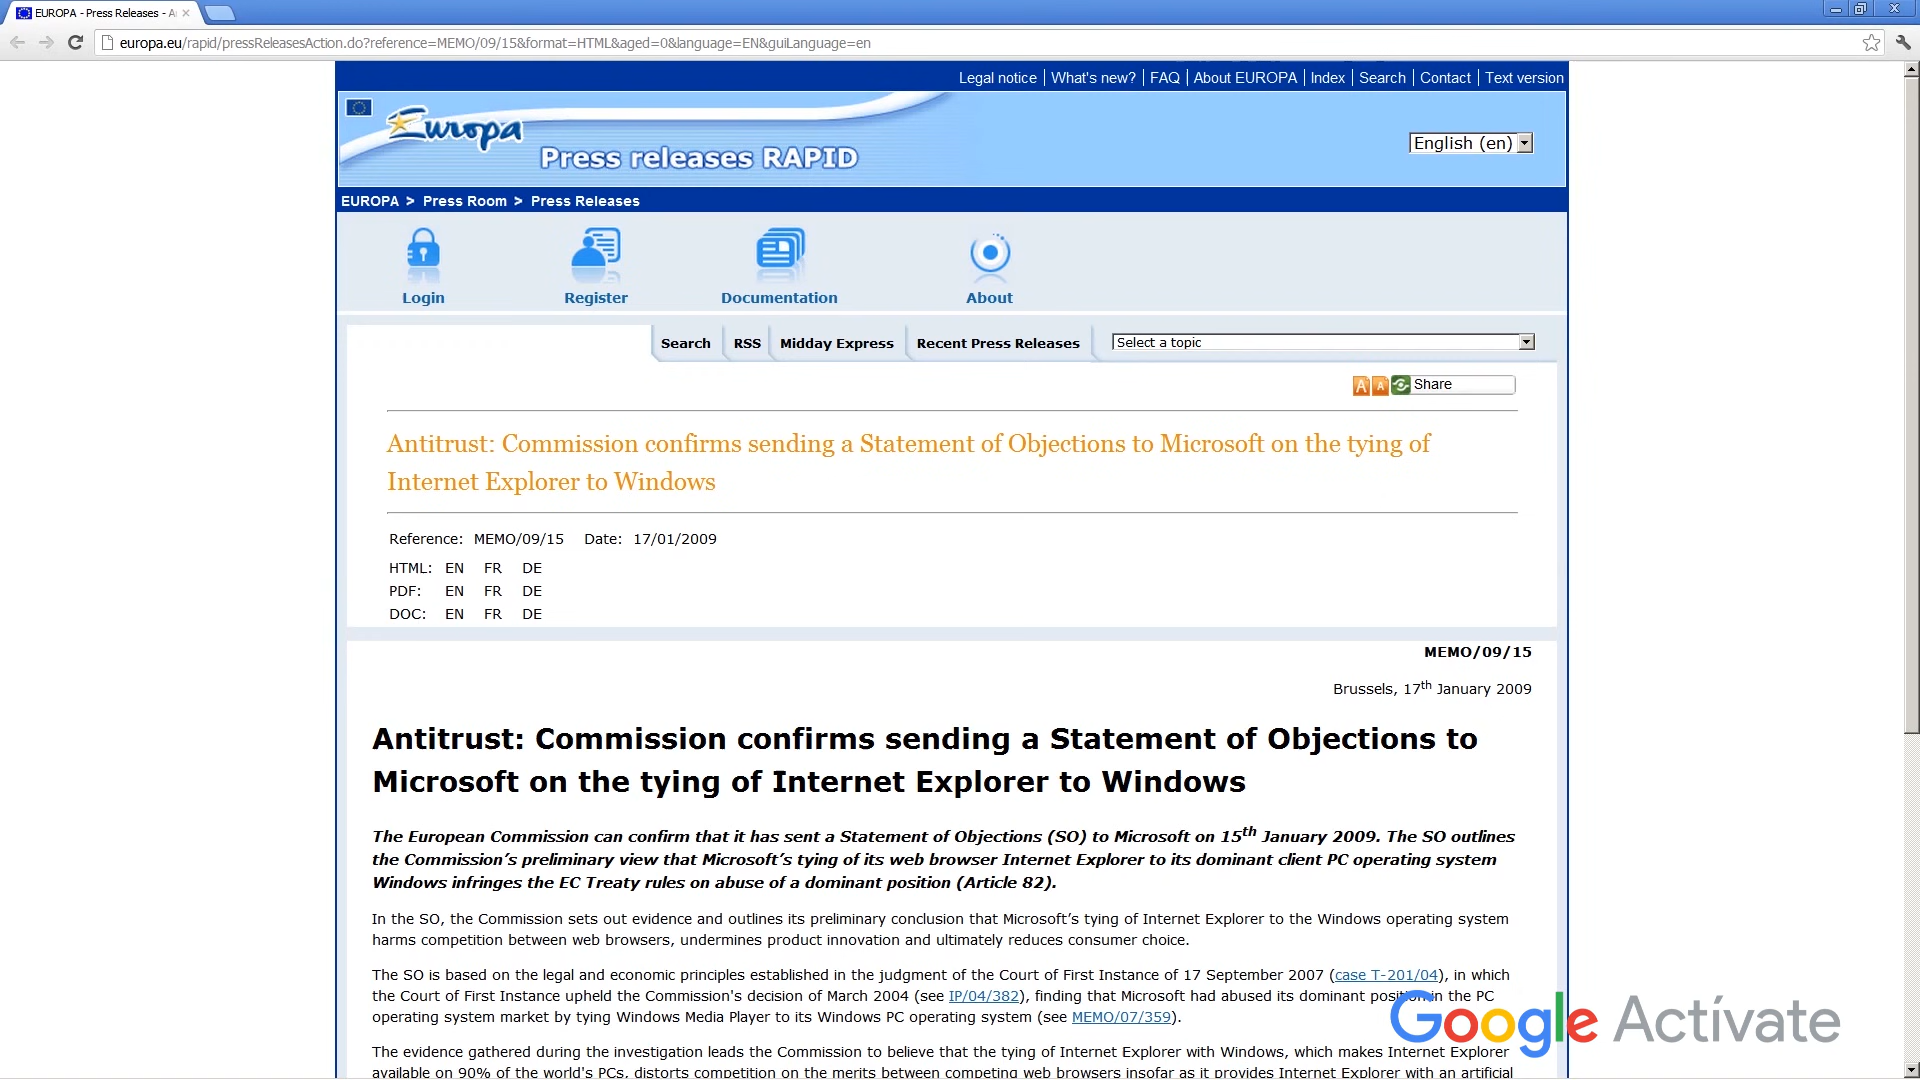 EUROPA - Press Releases - A
europa.eu/rapid/pressReleasesAction.do?reference=MEMO/09/15&format=HTML&aged=0&language=EN&guiLanguage=en
Legal notice | What's new? | FAQ | About EUROPA | Index | Search | Contact | Text version
Europa
Press releases RAPID
English (en)
EUROPA > Press Room > Press Releases
Login Register Documentation About
Search RSS Midday Express Recent Press Releases Select a topic
A A Share
Antitrust: Commission confirms sending a Statement of Objections to Microsoft on the tying of
Internet Explorer to Windows
Reference: MEMO/09/15 Date: 17/01/2009
HTML: EN FR DE
PDF: EN FR DE
DOC: EN FR DE
MEMO/09/15
Brussels, 17th January 2009
Antitrust: Commission confirms sending a Statement of Objections to
Microsoft on the tying of Internet Explorer to Windows
The European Commission can confirm that it has sent a Statement of Objections (SO) to Microsoft on 15th January 2009. The SO outlines
the Commission’s preliminary view that Microsoft’s tying of its web browser Internet Explorer to its dominant client PC operating system
Windows infringes the EC Treaty rules on abuse of a dominant position (Article 82).
In the SO, the Commission sets out evidence and outlines its preliminary conclusion that Microsoft’s tying of Internet Explorer to the Windows operating system
harms competition between web browsers, undermines product innovation and ultimately reduces consumer choice.
The SO is based on the legal and economic principles established in the judgment of the Court of First Instance of 17 September 2007 (case T-201/04), in which
the Court of First Instance upheld the Commission's decision of March 2004 (see IP/04/382), finding that Microsoft had abused its dominant position in the PC
operating system market by tying Windows Media Player to its Windows PC operating system (see MEMO/07/359).
Google Actívate
The evidence gathered during the investigation leads the Commission to believe that the tying of Internet Explorer with Windows, which makes Internet Explorer
available on 90% of the world's PCs, distorts competition on the merits between competing web browsers insofar as it provides Internet Explorer with an artificial